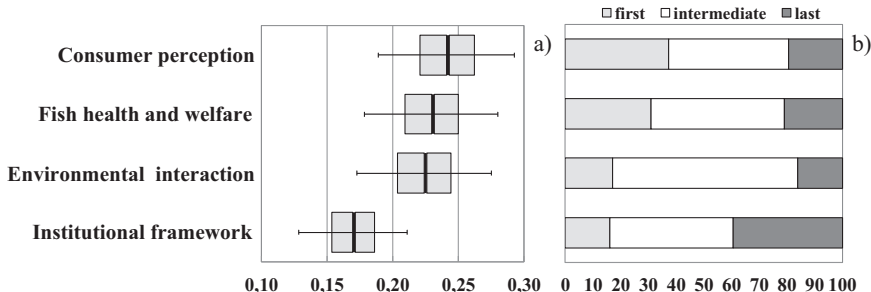 first intermediate last
a)
b)
Consumer perception
Fish health and welfare
Environmental interaction
Institutional framework
0,10 0,15 0,20 0,25 0,30
0 10 20 30 40 50 60 70 80 90 100